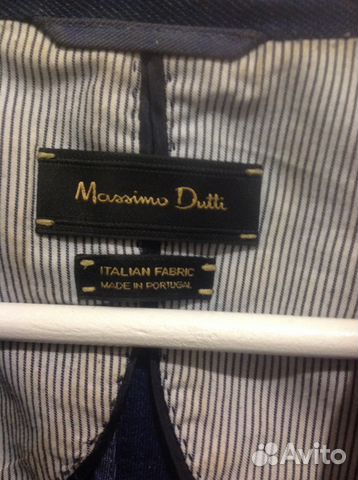 Massimo Dutti
ITALIAN FABRIC
MADE IN PORTUGAL
Avito